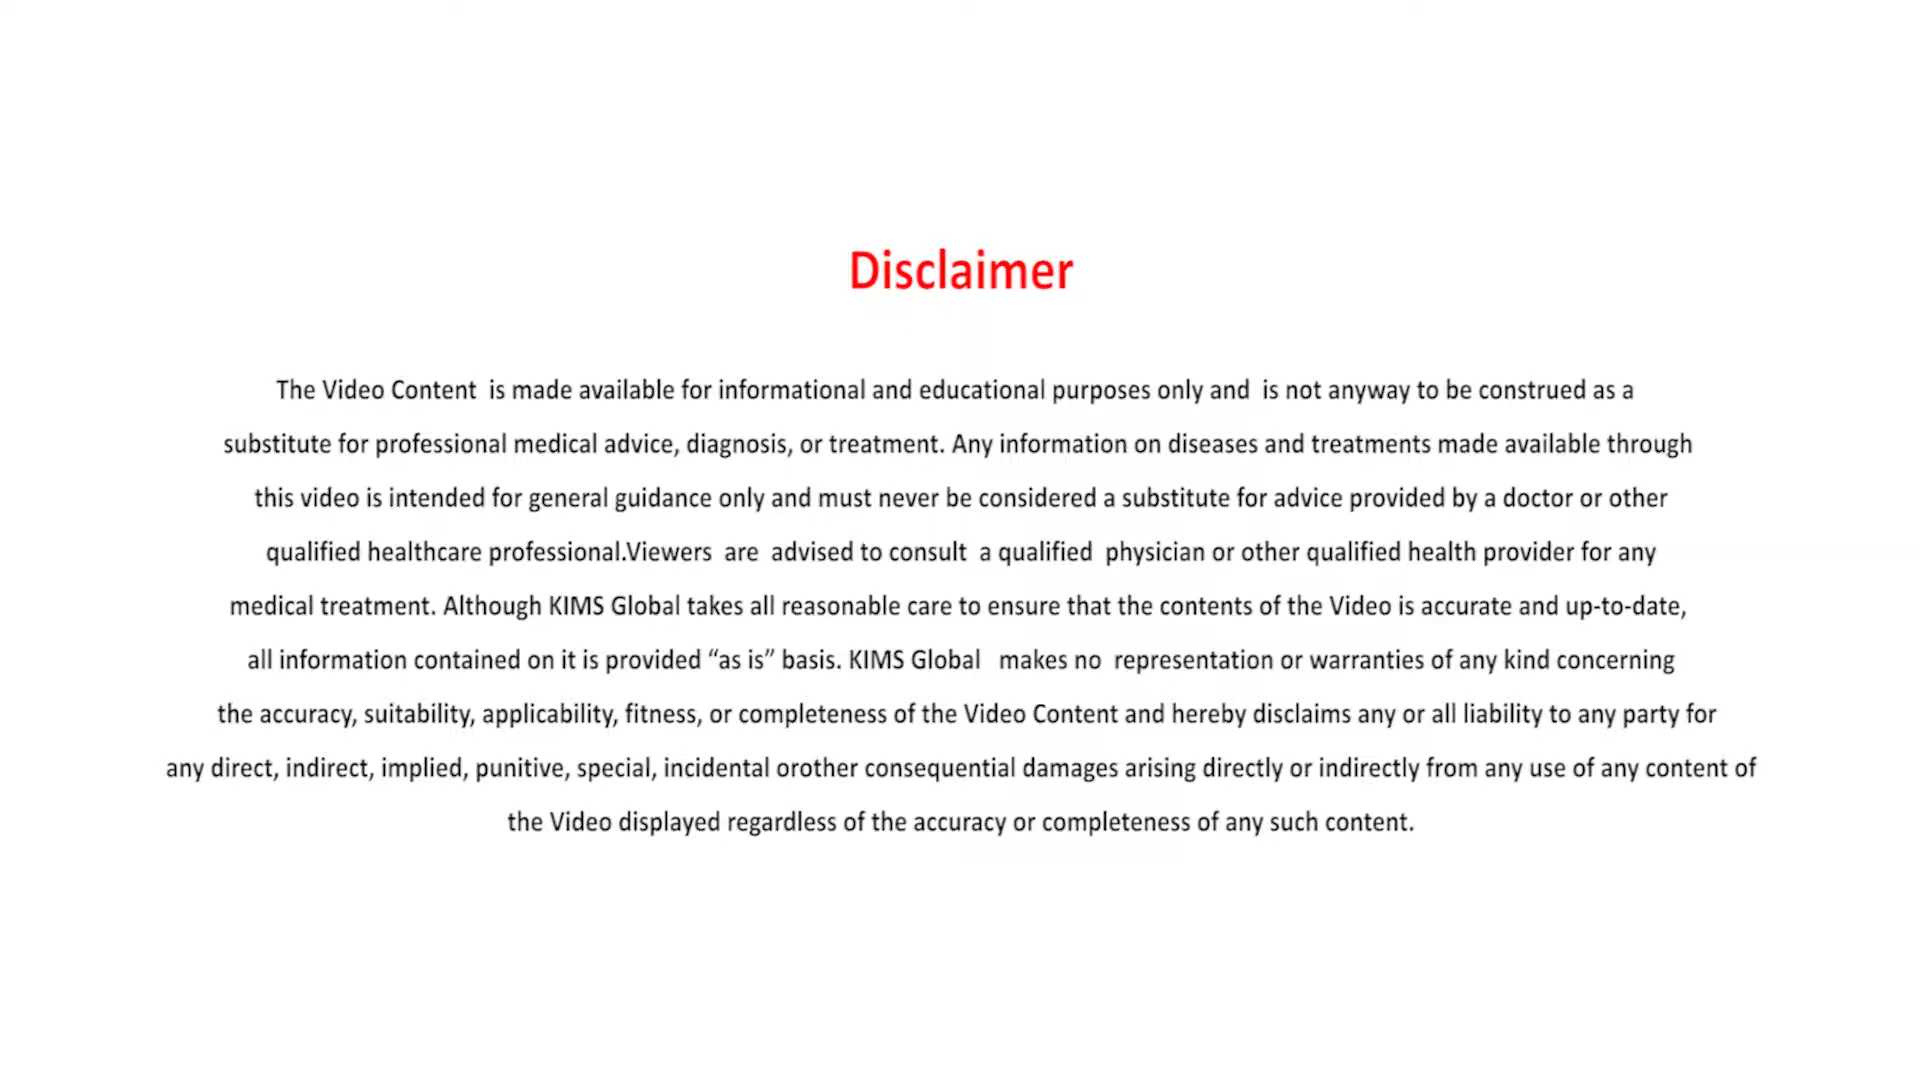 Disclaimer
The Video Content is made available for informational and educational purposes only and is not anyway to be construed as a
substitute for professional medical advice, diagnosis, or treatment. Any information on diseases and treatments made available through
this video is intended for general guidance only and must never be considered a substitute for advice provided by a doctor or other
qualified healthcare professional.Viewers are advised to consult a qualified physician or other qualified health provider for any
medical treatment. Although KIMS Global takes all reasonable care to ensure that the contents of the Video is accurate and up-to-date,
all information contained on it is provided “as is” basis. KIMS Global makes no representation or warranties of any kind concerning
the accuracy, suitability, applicability, fitness, or completeness of the Video Content and hereby disclaims any or all liability to any party for
any direct, indirect, implied, punitive, special, incidental orother consequential damages arising directly or indirectly from any use of any content of
the Video displayed regardless of the accuracy or completeness of any such content.